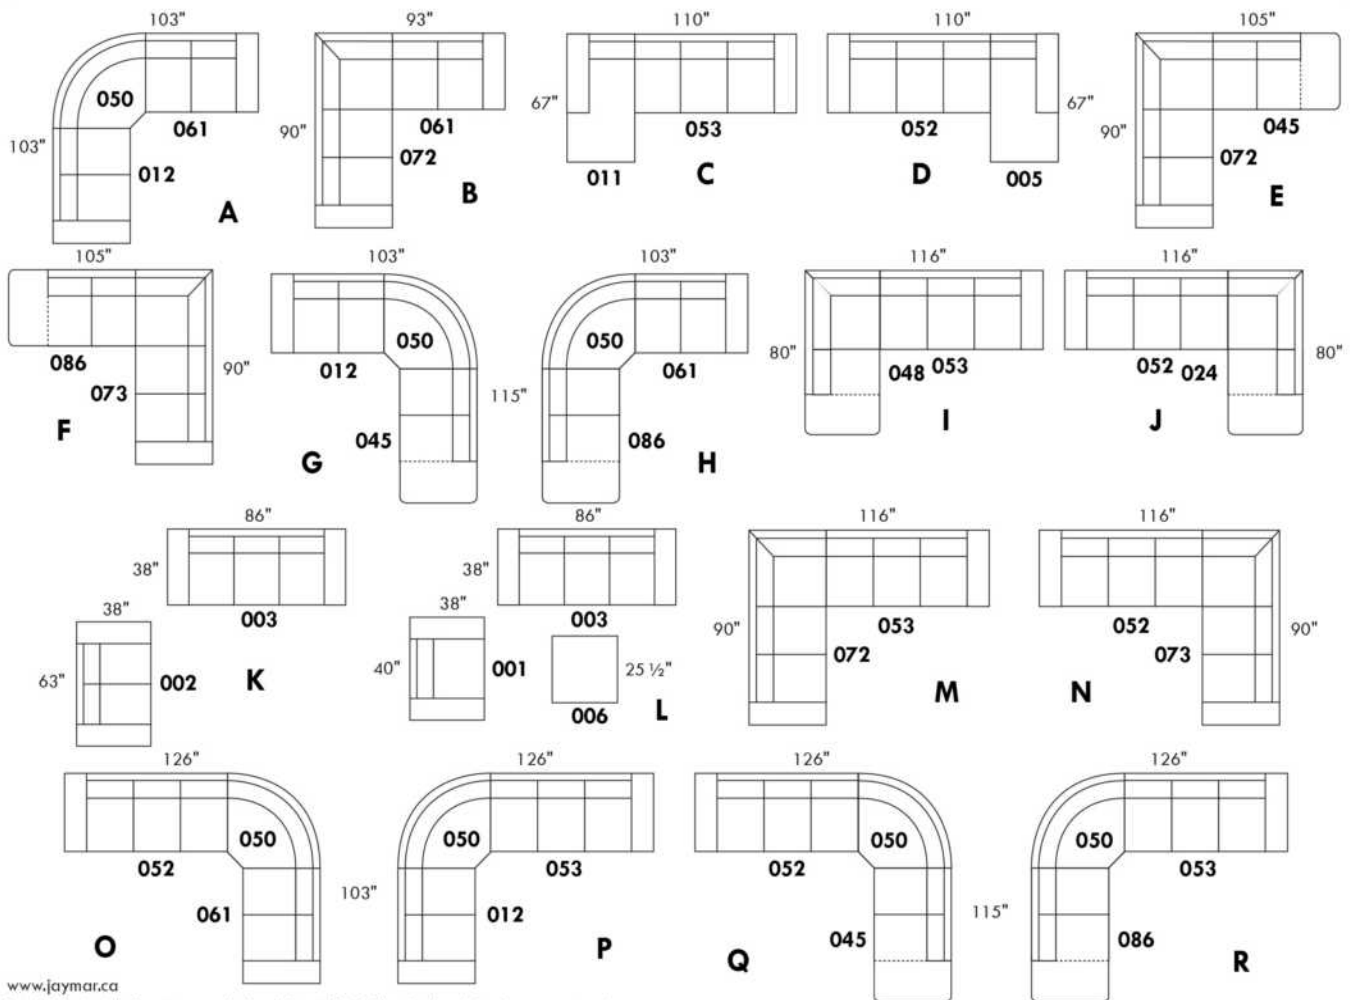 103" 93" 110" 110" 105"
050
061
012
103"
A
90"
061
072
B
67"
053
011
C
052
67"
005
D
90"
045
072
E
105" 103" 103" 116" 116"
086
073
90"
F
050
012
045
G
115"
050
061
086
H
80"
048 053
I
052 024
80"
J
86" 86" 116" 116"
38"
003
38"
63"
002
K
38"
003
38"
40"
001
25 ½"
006
L
90"
053
072
M
052
073
90"
N
126" 126" 126" 126"
050
052
061
O
103"
050
053
012
P
050
052
045
Q
115"
050
053
086
R
www.jaymar.ca